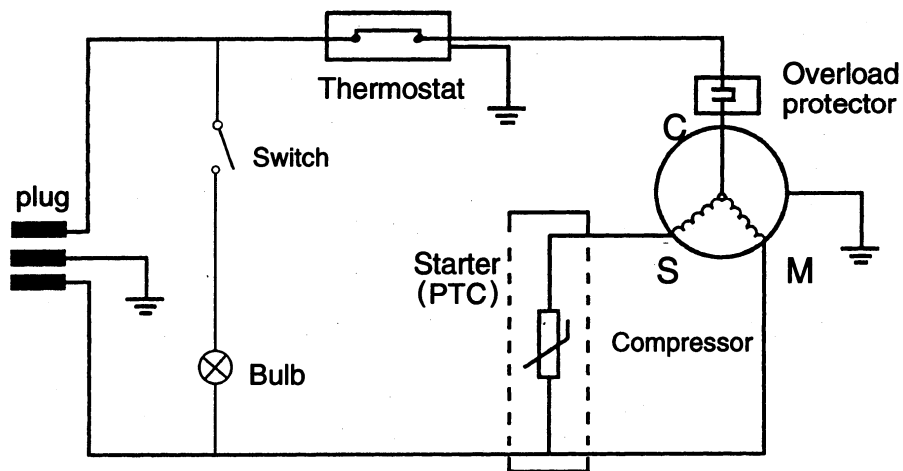 Thermostat
Overload
protector
C
Switch
plug
Starter
(PTC)
S
M
Compressor
Bulb